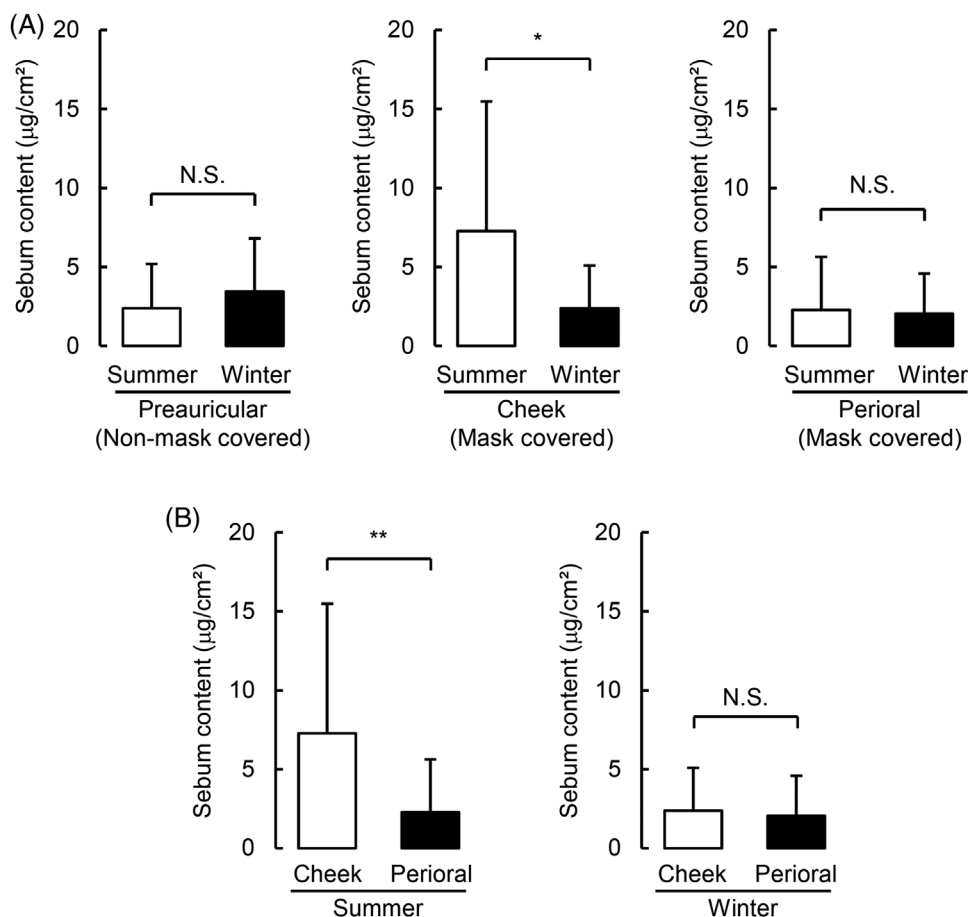 (A)
Sebum content (μg/cm²)
20
15
10
5
0
N.S.
Summer Winter
Preauricular
(Non-mask covered)
Sebum content (μg/cm²)
20
15
10
5
0
*
Summer Winter
Cheek
(Mask covered)
Sebum content (μg/cm²)
20
15
10
5
0
N.S.
Summer Winter
Perioral
(Mask covered)
(B)
Sebum content (μg/cm²)
20
15
10
5
0
**
Cheek Perioral
Summer
Sebum content (μg/cm²)
20
15
10
5
0
N.S.
Cheek Perioral
Winter